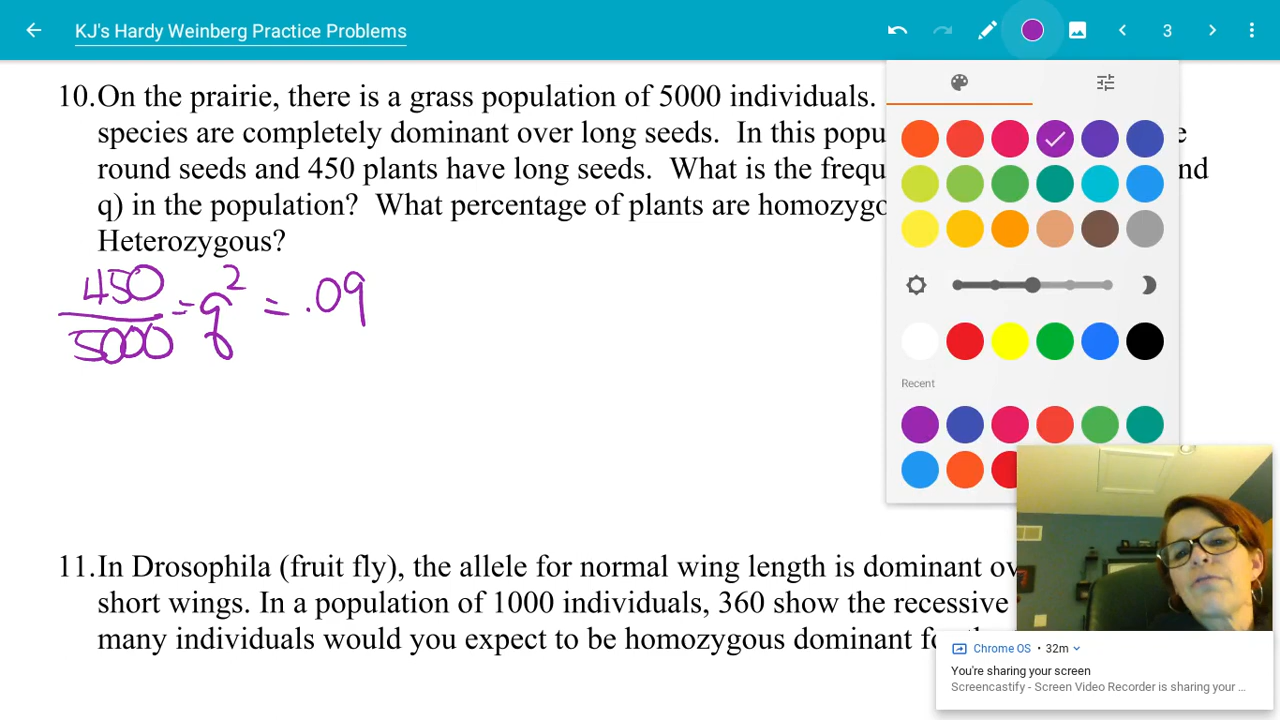 KJ's Hardy Weinberg Practice Problems
3
10.On the prairie, there is a grass population of 5000 individuals.
species are completely dominant over long seeds. In this popu
round seeds and 450 plants have long seeds. What is the frequ nd
q) in the population? What percentage of plants are homozygo
Heterozygous?
450
5000
= q² = .09
Recent
11.In Drosophila (fruit fly), the allele for normal wing length is dominant ov
short wings. In a population of 1000 individuals, 360 show the recessive
many individuals would you expect to be homozygous dominant
Chrome OS • 32m
You're sharing your screen
Screencastify - Screen Video Recorder is sharing your ...